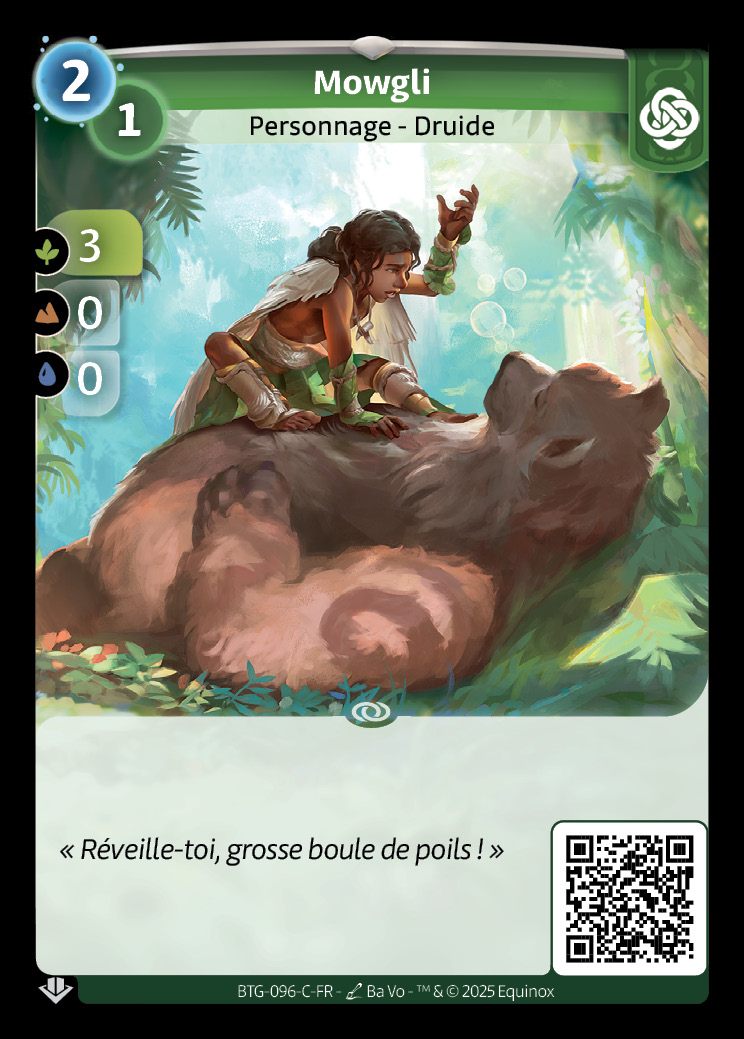 2
Mowgli
1
Personnage - Druide
3
0
0
« Réveille-toi, grosse boule de poils ! »
BTG-096-C-FR - Ba Vo - ™ & © 2025 Equinox